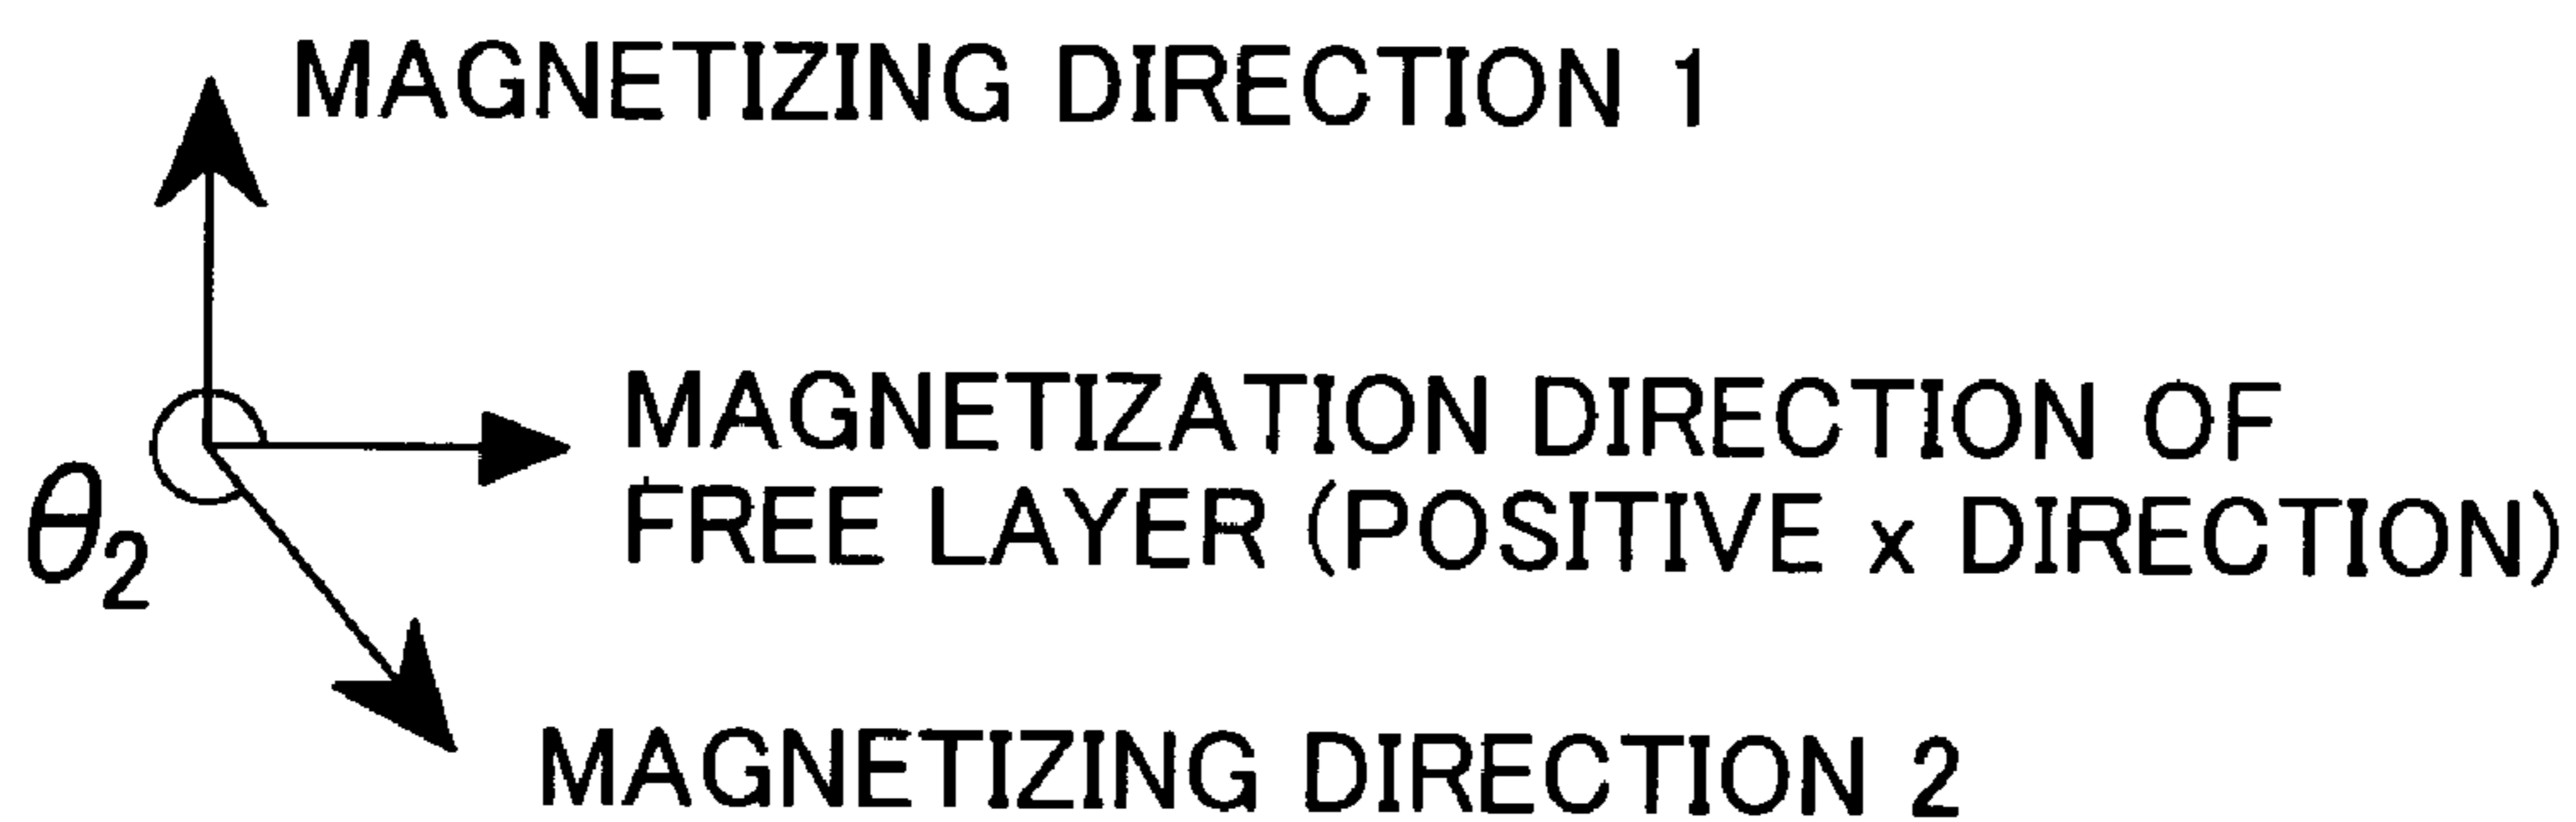 MAGNETIZING DIRECTION 1
MAGNETIZATION DIRECTION OF
FREE LAYER (POSITIVE x DIRECTION)
θ2
MAGNETIZING DIRECTION 2